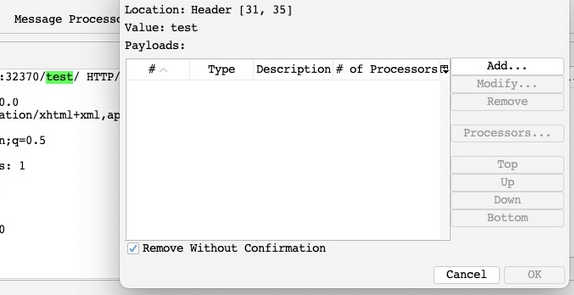 Message Processo
:32370/test/ HTTP/
0.0
ation/xhtml+xml,ap
n;q=0.5
s: 1
0
Location: Header [31, 35]
Value: test
Payloads:
# Type Description # of Processors
Add...
Modify...
Remove
Processors...
Top
Up
Down
Bottom
Remove Without Confirmation
Cancel OK